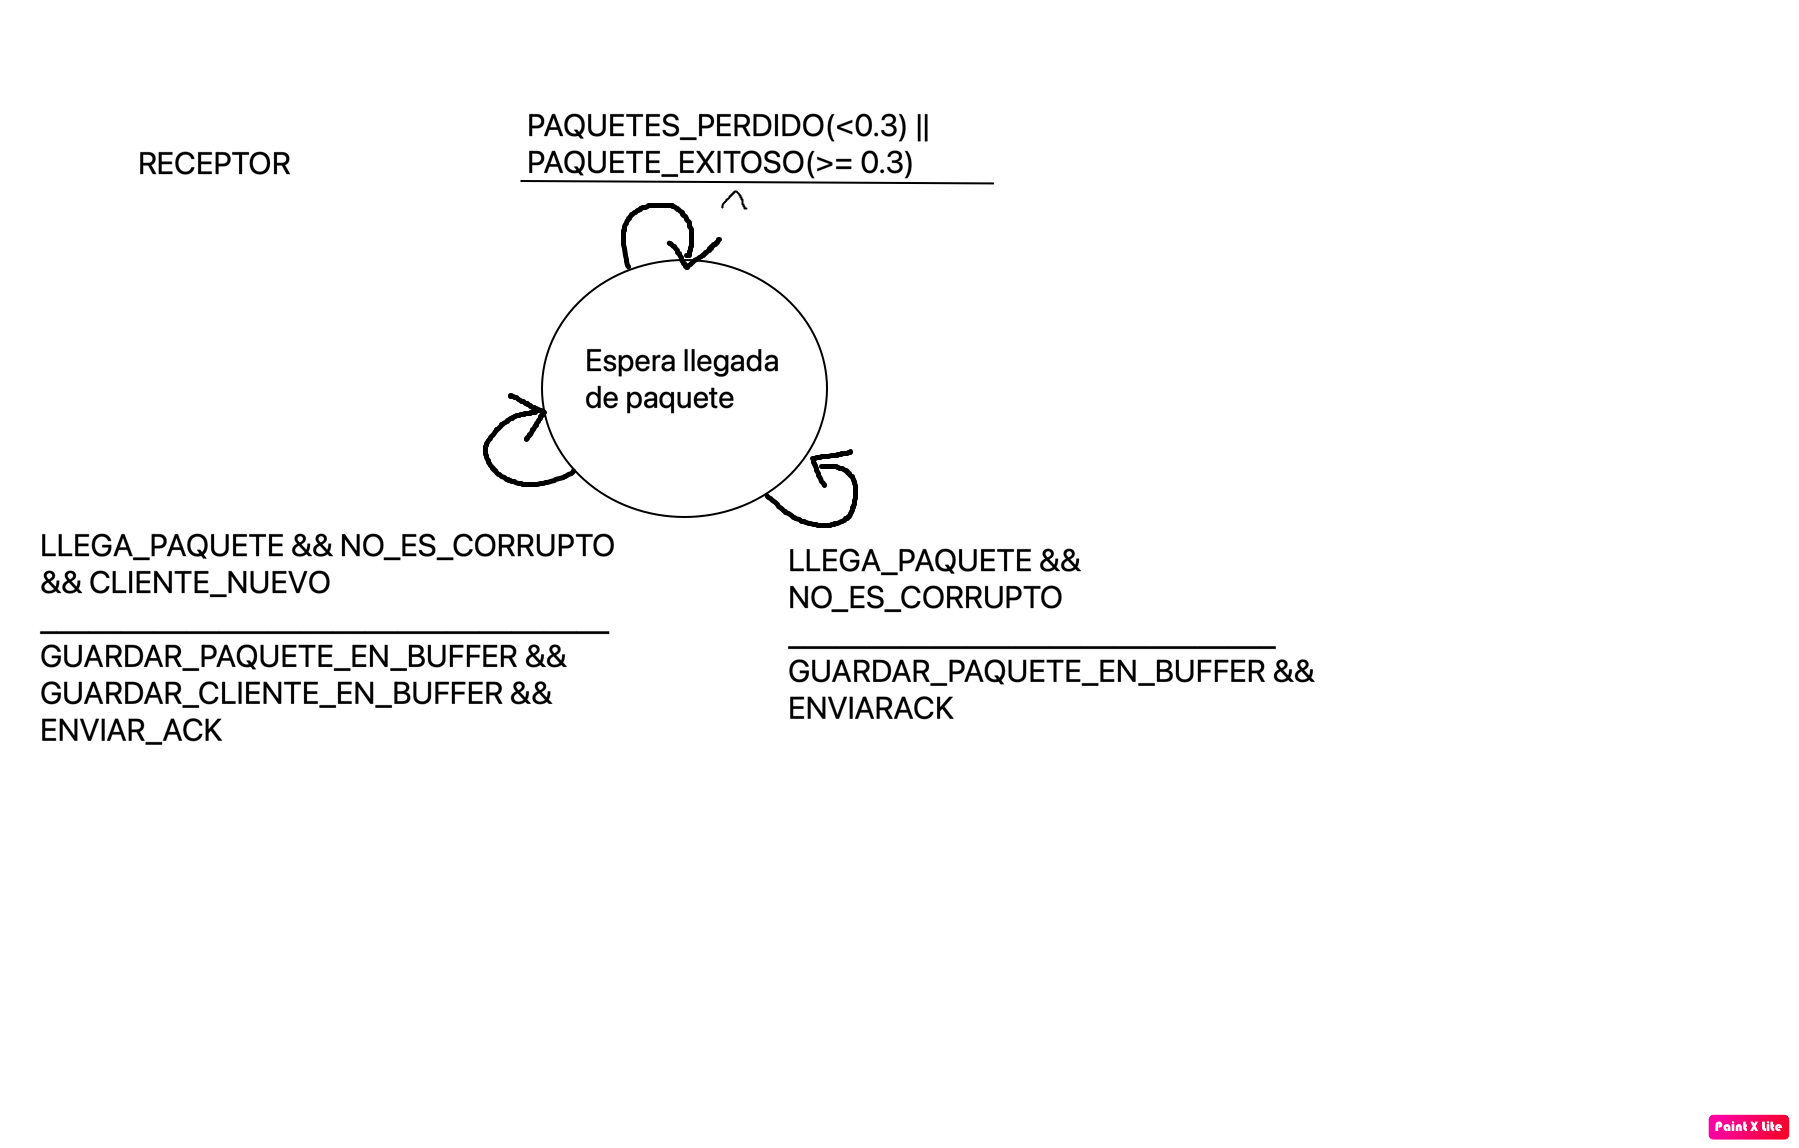 RECEPTOR
PAQUETES_PERDIDO(<0.3) ||
PAQUETE_EXITOSO(>= 0.3)
^
Espera llegada
de paquete
LLEGA_PAQUETE && NO_ES_CORRUPTO
&& CLIENTE_NUEVO
GUARDAR_PAQUETE_EN_BUFFER &&
GUARDAR_CLIENTE_EN_BUFFER &&
ENVIAR_ACK
LLEGA_PAQUETE &&
NO_ES_CORRUPTO
GUARDAR_PAQUETE_EN_BUFFER &&
ENVIARACK
Paint X Lite